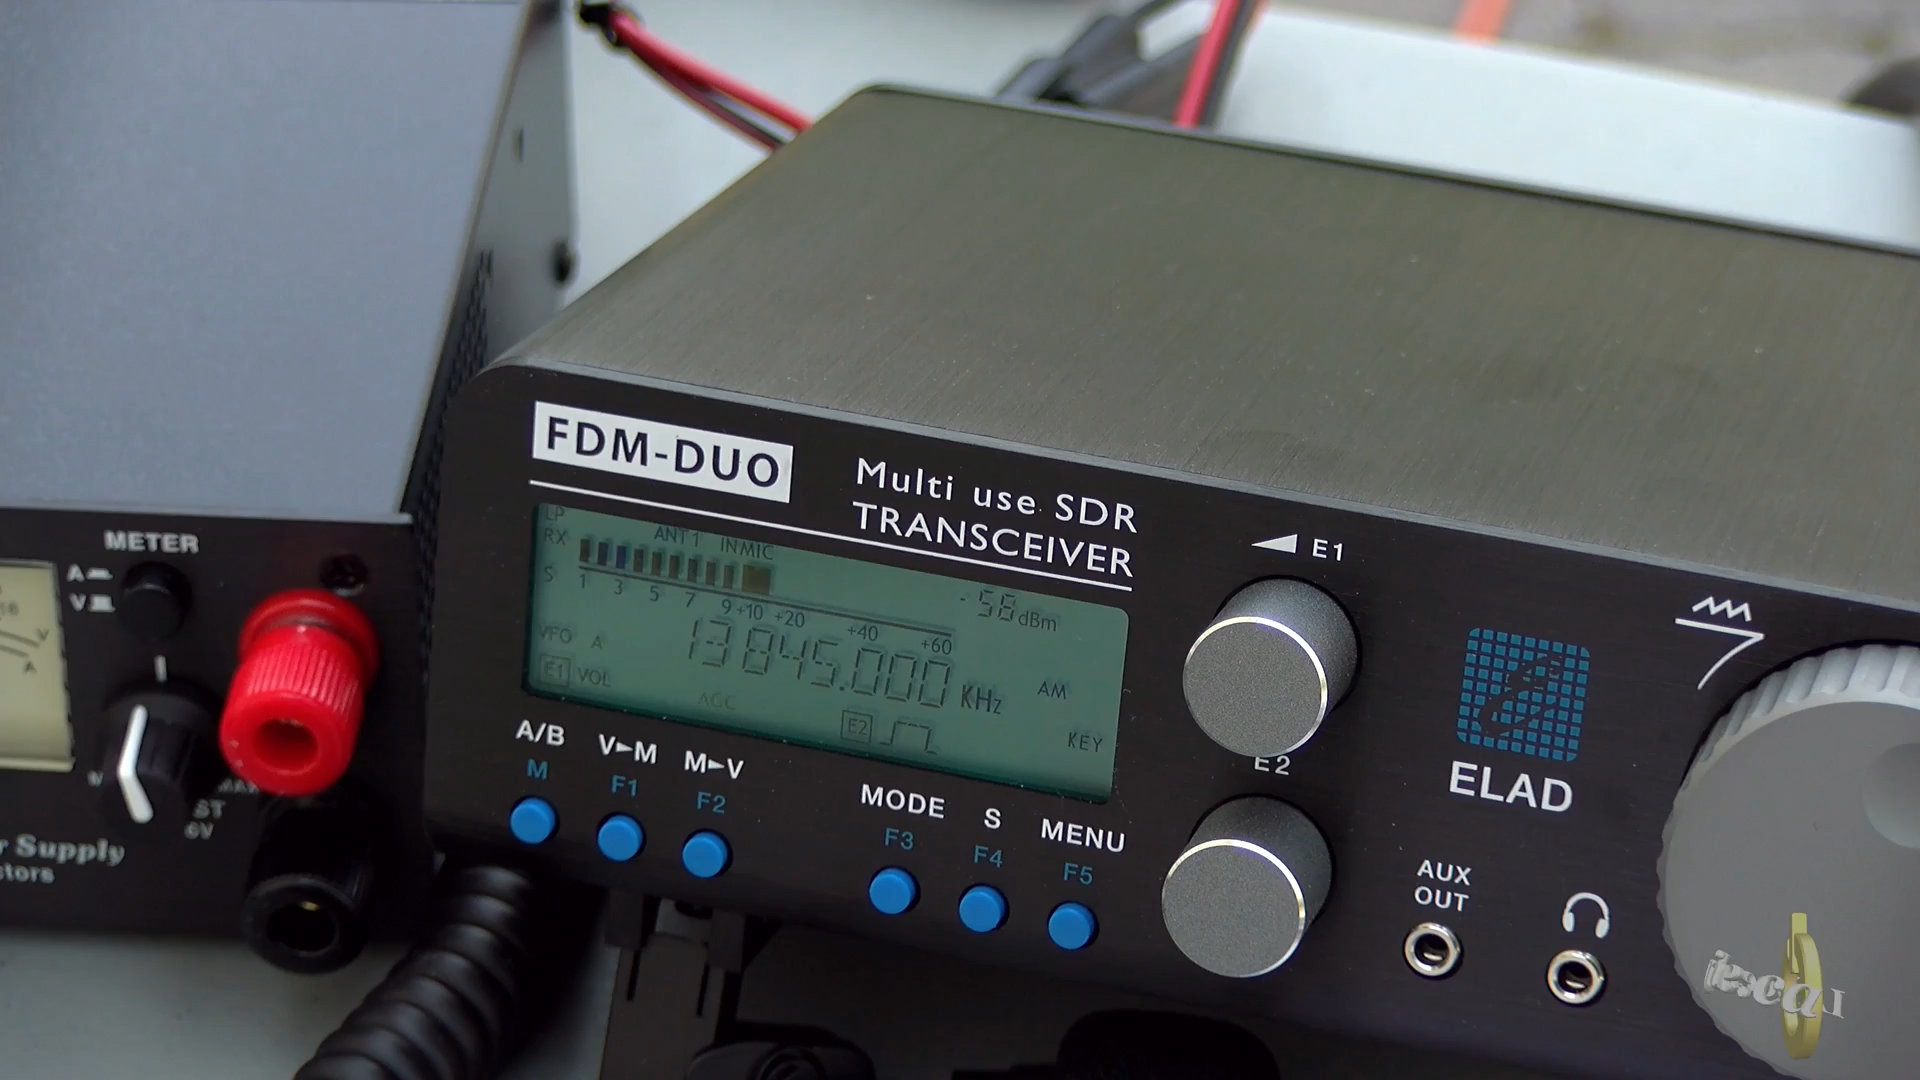 METER
A
V
ST
6V
Supply
FDM-DUO
Multi use SDR
TRANSCEIVER
LP
RX ANT1 INMIC
S
1 3 5 7 9 +10 +20 +40 +60
-58 dBm
VFO A 13845.000 KHz AM
E1 VOL AGC E2 KEY
A/B V►M M►V MODE S MENU
M F1 F2 F3 F4 F5
E1
E2
ELAD
AUX
OUT